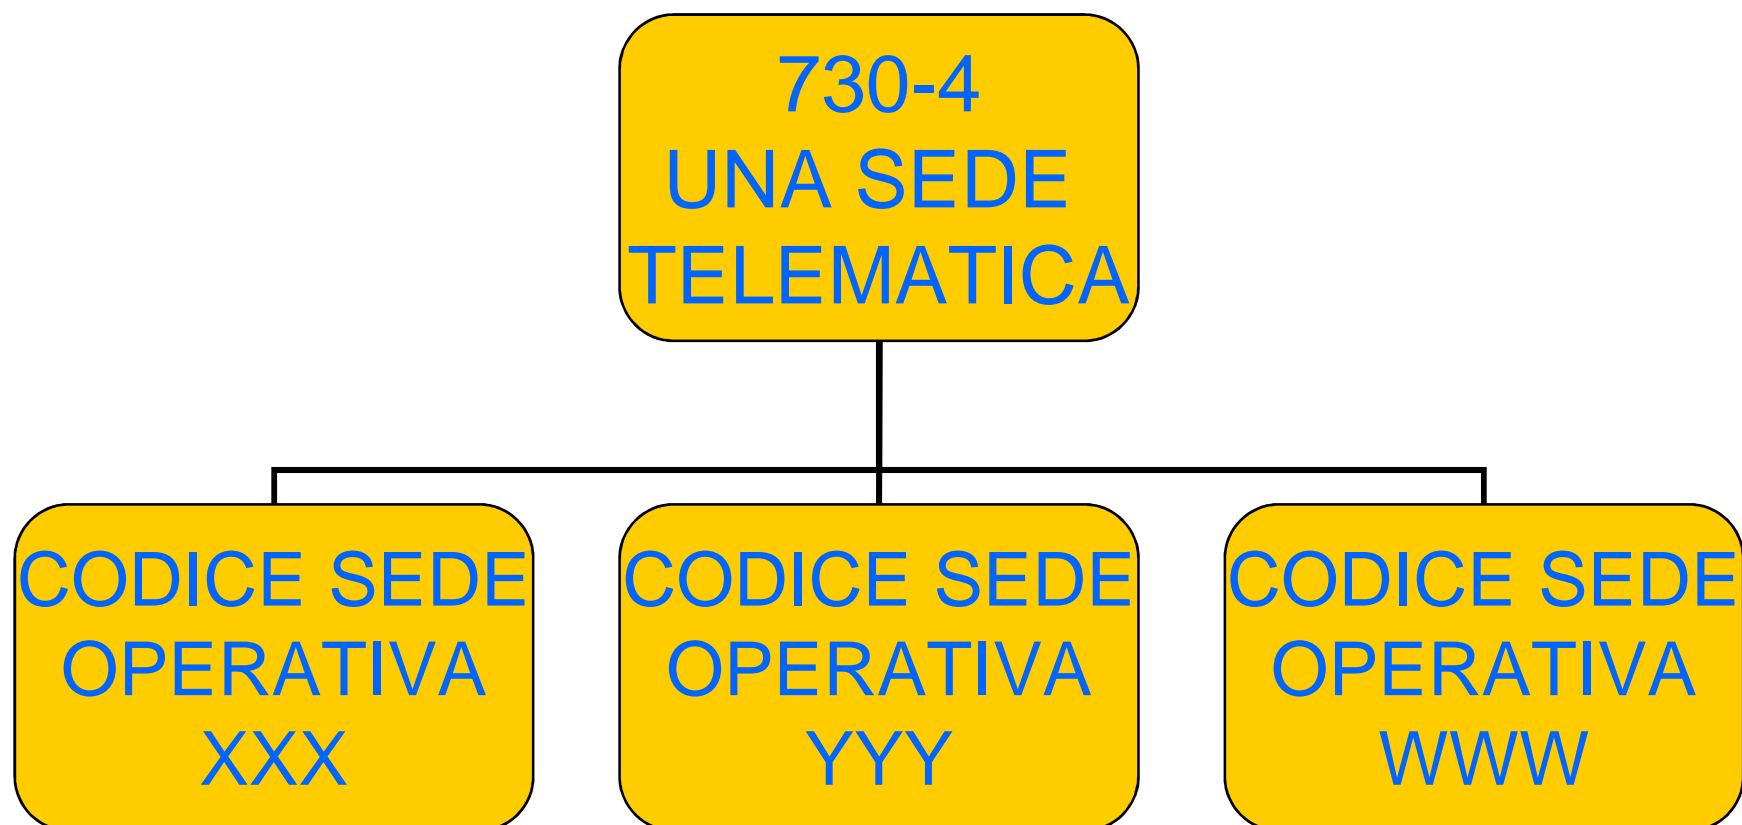 730-4
UNA SEDE
TELEMATICA
CODICE SEDE
OPERATIVA
XXX
CODICE SEDE
OPERATIVA
YYY
CODICE SEDE
OPERATIVA
WWW